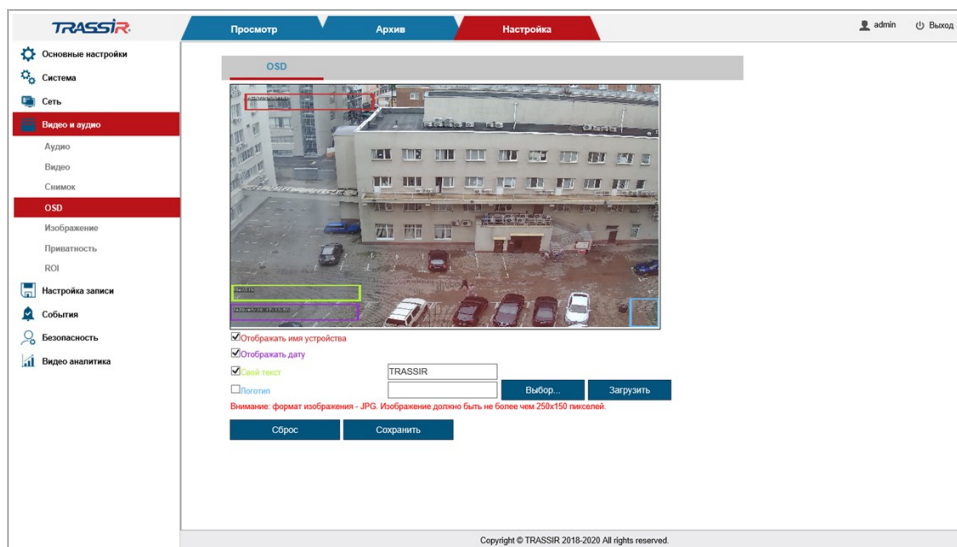 TRASSIR
Просмотр
Архив
Настройка
admin
Выход
Основные настройки
Система
Сеть
Видео и аудио
Аудио
Видео
Снимок
OSD
Изображение
Приватность
ROI
Настройка записи
События
Безопасность
Видео аналитика
OSD
Отображать имя устройства
Отображать дату
Свой текст
TRASSIR
Логотип
Выбор...
Загрузить
Внимание: формат изображения - JPG. Изображение должно быть не более чем 250x150 пикселей.
Сброс
Сохранить
Copyright © TRASSIR 2018-2020 All rights reserved.